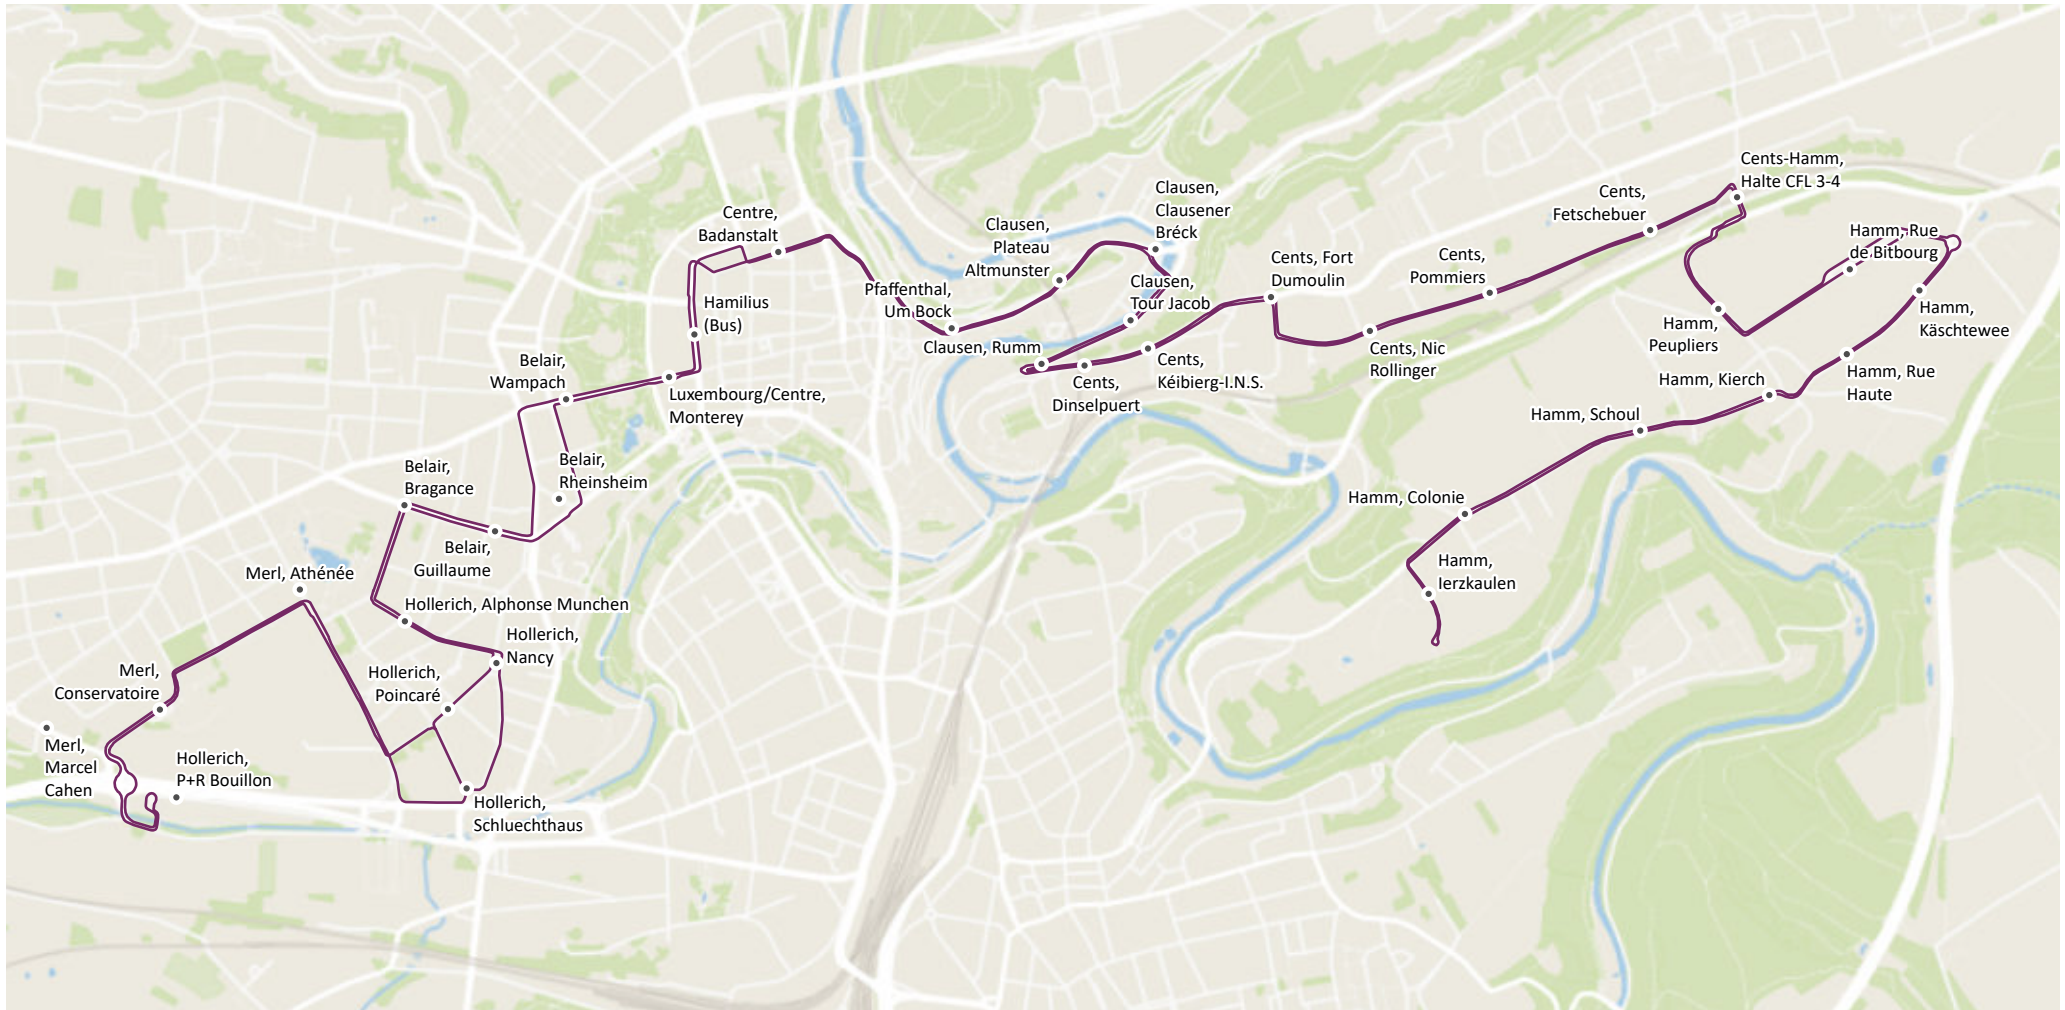 Cents-Hamm,
Halte CFL 3-4
Cents,
Fetschebuer
Clausen,
Clausener
Bréck
Centre,
Badanstalt
Clausen,
Plateau
Altmunster
Hamm, Rue
de Bitbourg
Cents, Fort
Dumoulin
Cents,
Pommiers
Clausen,
Tour Jacob
Pfaffenthal,
Um Bock
Hamilius
(Bus)
Hamm,
Käschtewee
Hamm,
Peupliers
Clausen, Rumm
Cents, Nic
Rollinger
Cents,
Kéibierg-I.N.S.
Cents,
Dinselpuert
Belair,
Wampach
Luxembourg/Centre,
Monterey
Hamm, Rue
Haute
Hamm, Kierch
Hamm, Schoul
Belair,
Rheinsheim
Belair,
Bragance
Hamm, Colonie
Belair,
Guillaume
Hamm,
Ierzkaulen
Merl, Athénée
Hollerich, Alphonse Munchen
Hollerich,
Nancy
Hollerich,
Poincaré
Merl,
Conservatoire
Merl,
Marcel
Cahen
Hollerich,
P+R Bouillon
Hollerich,
Schluechthaus